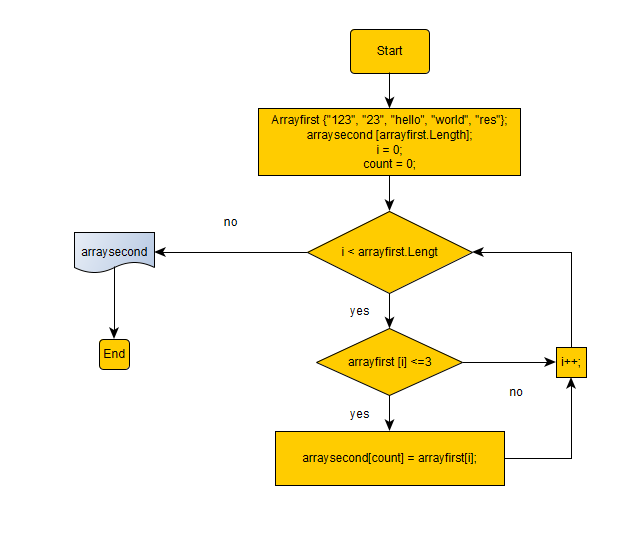 Start
Arrayfirst {"123", "23", "hello", "world", "res"};
arraysecond [arrayfirst.Length];
i = 0;
count = 0;
no
i < arrayfirst.Lengt
arraysecond
yes
End
arrayfirst [i] <=3
i++;
no
yes
arraysecond[count] = arrayfirst[i];